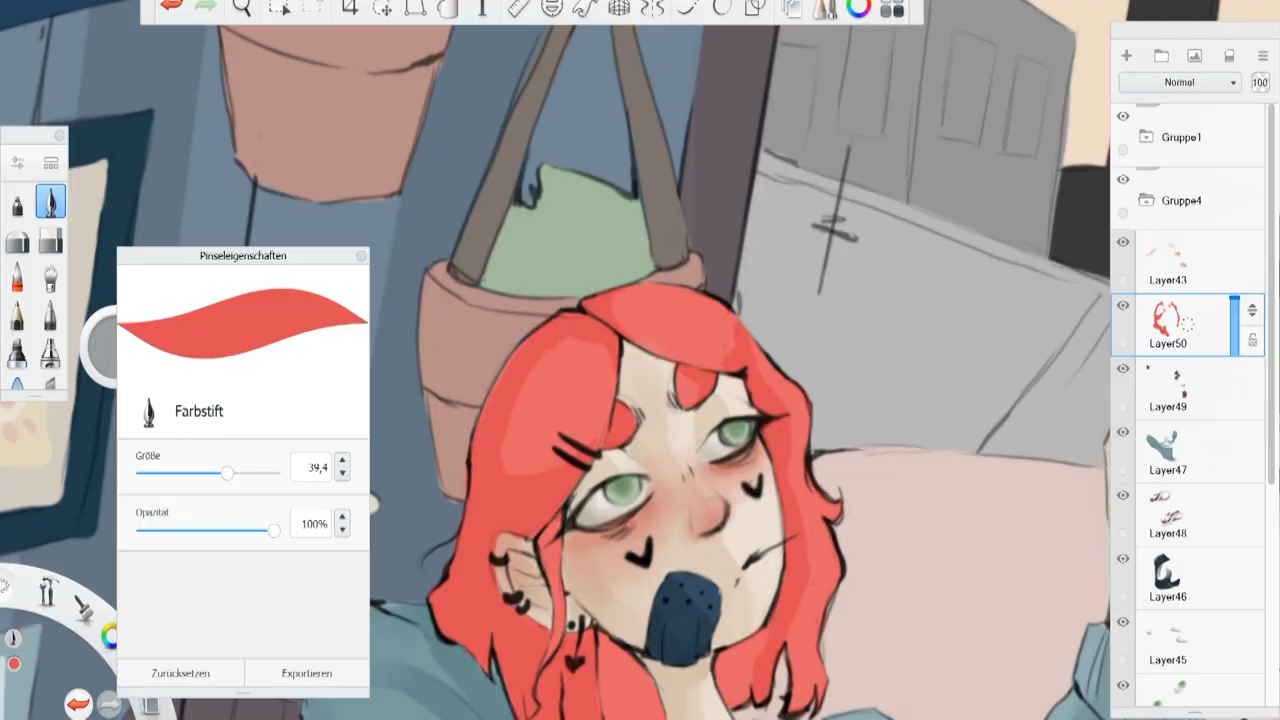 Normal
100
Gruppe1
Gruppe4
Layer43
Layer50
Layer49
Layer47
Layer48
Layer46
Layer45
Pinseleigenschaften
Farbstift
Größe
39,4
Opazität
100%
Zurücksetzen
Exportieren